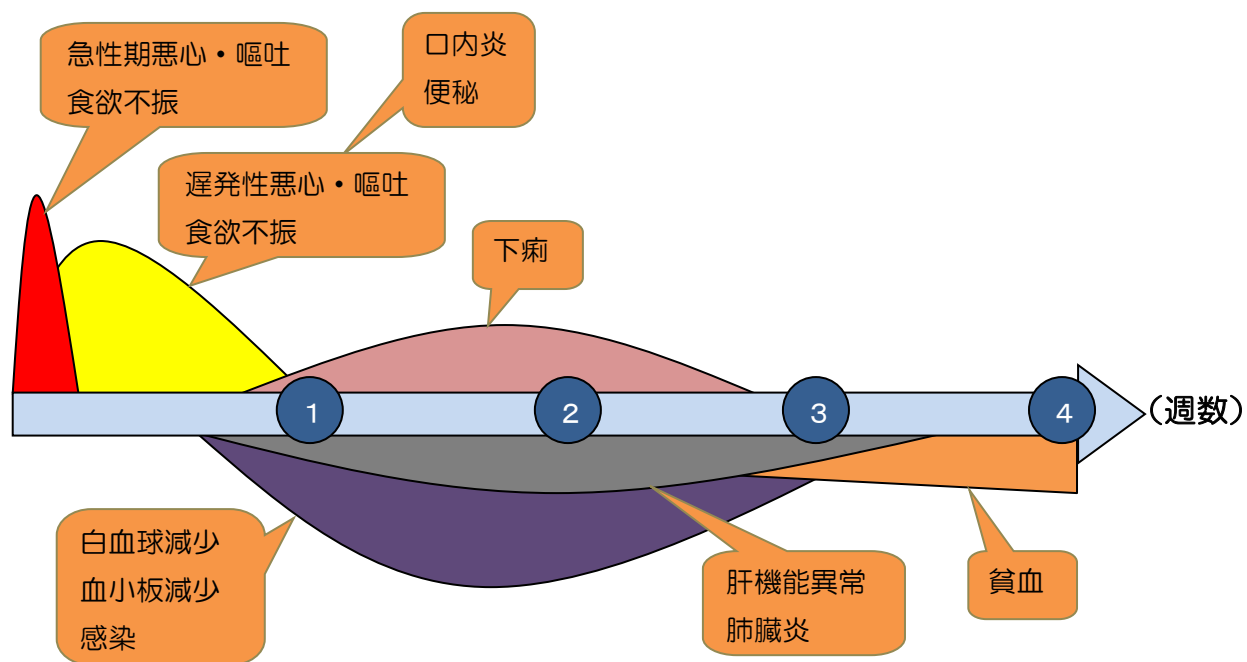 急性期悪心・嘔吐
食欲不振
口内炎
便秘
遅発性悪心・嘔吐
食欲不振
下痢
1
2
3
4
(週数)
白血球減少
血小板減少
感染
肝機能異常
肺臓炎
貧血